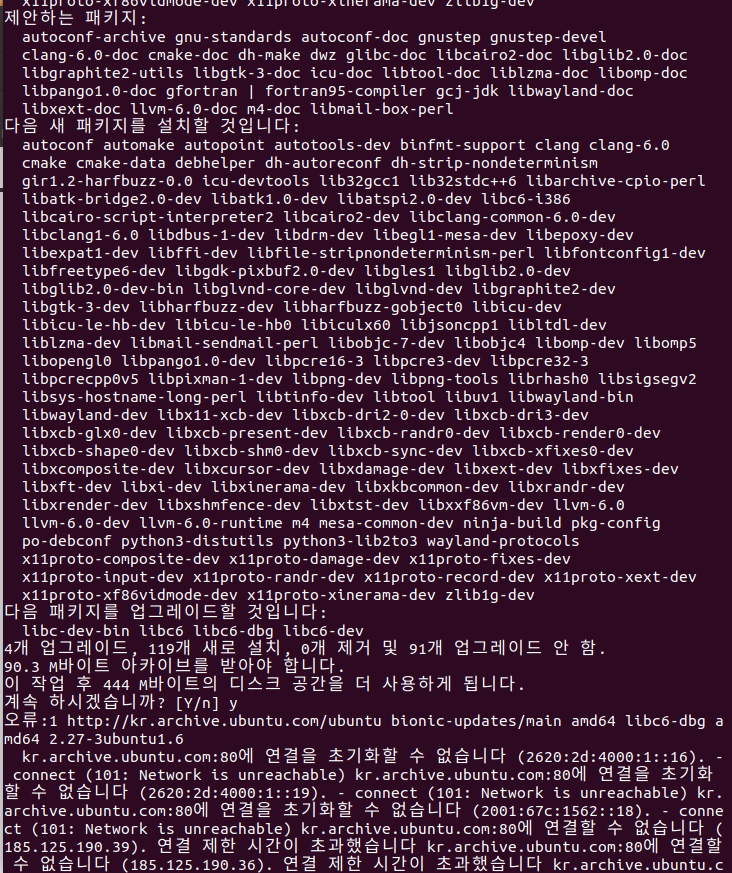 x11proto-xf86vidmode-dev x11proto-xinerama-dev zlib1g-dev
제안하는 패키지:
autoconf-archive gnu-standards autoconf-doc gnustep gnustep-devel
clang-6.0-doc cmake-doc dh-make dwz glibc-doc libcairo2-doc libglib2.0-doc
libgraphite2-utils libgtk-3-doc icu-doc libtool-doc liblzma-doc libomp-doc
libpango1.0-doc gfortran | fortran95-compiler gcj-jdk libwayland-doc
libxext-doc llvm-6.0-doc m4-doc libmail-box-perl
다음 새 패키지를 설치할 것입니다:
autoconf automake autopoint autotools-dev binfmt-support clang clang-6.0
cmake cmake-data debhelper dh-autoreconf dh-strip-nondeterminism
gir1.2-harfbuzz-0.0 icu-devtools lib32gcc1 lib32stdc++6 libarchive-cpio-perl
libatk-bridge2.0-dev libatk1.0-dev libatspi2.0-dev libc6-i386
libcairo-script-interpreter2 libcairo2-dev libclang-common-6.0-dev
libclang1-6.0 libdbus-1-dev libdrm-dev libegl1-mesa-dev libepoxy-dev
libexpat1-dev libffi-dev libfile-stripnondeterminism-perl libfontconfig1-dev
libfreetype6-dev libgdk-pixbuf2.0-dev libgles1 libglib2.0-dev
libglib2.0-dev-bin libglvnd-core-dev libglvnd-dev libgraphite2-dev
libgtk-3-dev libharfbuzz-dev libharfbuzz-gobject0 libicu-dev
libicu-le-hb-dev libicu-le-hb0 libiculx60 libjsoncpp1 libltdl-dev
liblzma-dev libmail-sendmail-perl libobjc-7-dev libobjc4 libomp-dev libomp5
libopengl0 libpango1.0-dev libpcre16-3 libpcre3-dev libpcre32-3
libpcrecpp0v5 libpixman-1-dev libpng-dev libpng-tools librhash0 libsigsegv2
libsys-hostname-long-perl libtinfo-dev libtool libuv1 libwayland-bin
libwayland-dev libx11-xcb-dev libxcb-dri2-0-dev libxcb-dri3-dev
libxcb-glx0-dev libxcb-present-dev libxcb-randr0-dev libxcb-render0-dev
libxcb-shape0-dev libxcb-shm0-dev libxcb-sync-dev libxcb-xfixes0-dev
libxcomposite-dev libxcursor-dev libxdamage-dev libxext-dev libxfixes-dev
libxft-dev libxi-dev libxinerama-dev libxkbcommon-dev libxrandr-dev
libxrender-dev libxshmfence-dev libxtst-dev libxxf86vm-dev llvm-6.0
llvm-6.0-dev llvm-6.0-runtime m4 mesa-common-dev ninja-build pkg-config
po-debconf python3-distutils python3-lib2to3 wayland-protocols
x11proto-composite-dev x11proto-damage-dev x11proto-fixes-dev
x11proto-input-dev x11proto-randr-dev x11proto-record-dev x11proto-xext-dev
x11proto-xf86vidmode-dev x11proto-xinerama-dev zlib1g-dev
다음 패키지를 업그레이드할 것입니다:
libc-dev-bin libc6 libc6-dbg libc6-dev
4개 업그레이드, 119개 새로 설치, 0개 제거 및 91개 업그레이드 안 함.
90.3 M바이트 아카이브를 받아야 합니다.
이 작업 후 444 M바이트의 디스크 공간을 더 사용하게 됩니다.
계속 하시겠습니까? [Y/n] y
오류:1 http://kr.archive.ubuntu.com/ubuntu bionic-updates/main amd64 libc6-dbg a
md64 2.27-3ubuntu1.6
kr.archive.ubuntu.com:80에 연결을 초기화할 수 없습니다 (2620:2d:4000:1::16). -
connect (101: Network is unreachable) kr.archive.ubuntu.com:80에 연결을 초기화
할 수 없습니다 (2620:2d:4000:1::19). - connect (101: Network is unreachable) kr.
archive.ubuntu.com:80에 연결을 초기화할 수 없습니다 (2001:67c:1562::18). - conne
ct (101: Network is unreachable) kr.archive.ubuntu.com:80에 연결할 수 없습니다 (
185.125.190.39). 연결 제한 시간이 초과했습니다 kr.archive.ubuntu.com:80에 연결할
수 없습니다 (185.125.190.36). 연결 제한 시간이 초과했습니다 kr.archive.ubuntu.c